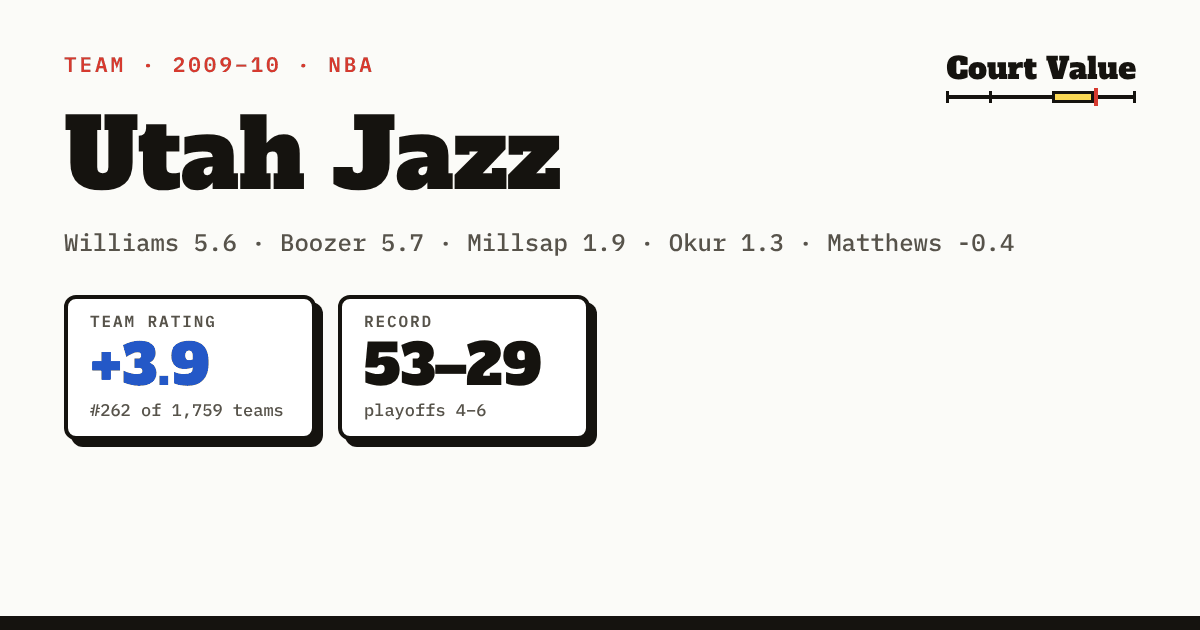 TEAM · 2009–10 · NBA
Court Value
Utah Jazz
Williams 5.6 · Boozer 5.7 · Millsap 1.9 · Okur 1.3 · Matthews -0.4
TEAM RATING
+3.9
#262 of 1,759 teams
RECORD
53–29
playoffs 4–6